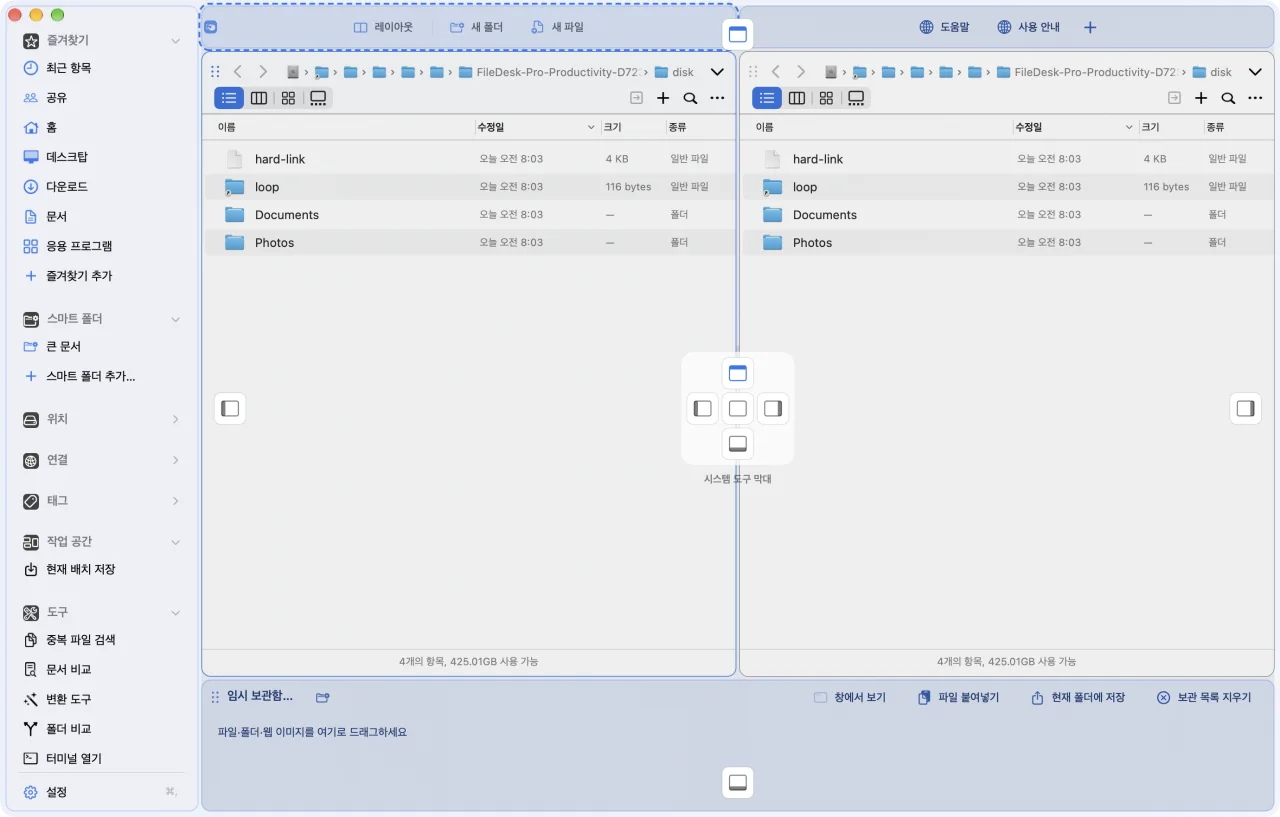 즐겨찾기
최근 항목
공유
홈
데스크탑
다운로드
문서
응용 프로그램
즐겨찾기 추가
스마트 폴더
큰 문서
스마트 폴더 추가...
위치
연결
태그
작업 공간
현재 배치 저장
도구
중복 파일 검색
문서 비교
변환 도구
폴더 비교
터미널 열기
설정 ⌘,
레이아웃 새 폴더 새 파일
도움말 사용 안내
FileDesk-Pro-Productivity-D72 disk
이름 수정일 크기 종류
hard-link 오늘 오전 8:03 4 KB 일반 파일
loop 오늘 오전 8:03 116 bytes 일반 파일
Documents 오늘 오전 8:03 — 폴더
Photos 오늘 오전 8:03 — 폴더
4개의 항목, 425.01GB 사용 가능
FileDesk-Pro-Productivity-D72 disk
이름 수정일 크기 종류
hard-link 오늘 오전 8:03 4 KB 일반 파일
loop 오늘 오전 8:03 116 bytes 일반 파일
Documents 오늘 오전 8:03 — 폴더
Photos 오늘 오전 8:03 — 폴더
4개의 항목, 425.01GB 사용 가능
시스템 도구 막대
임시 보관함... 창에서 보기 파일 붙여넣기 현재 폴더에 저장 보관 목록 지우기
파일·폴더·웹 이미지를 여기로 드래그하세요